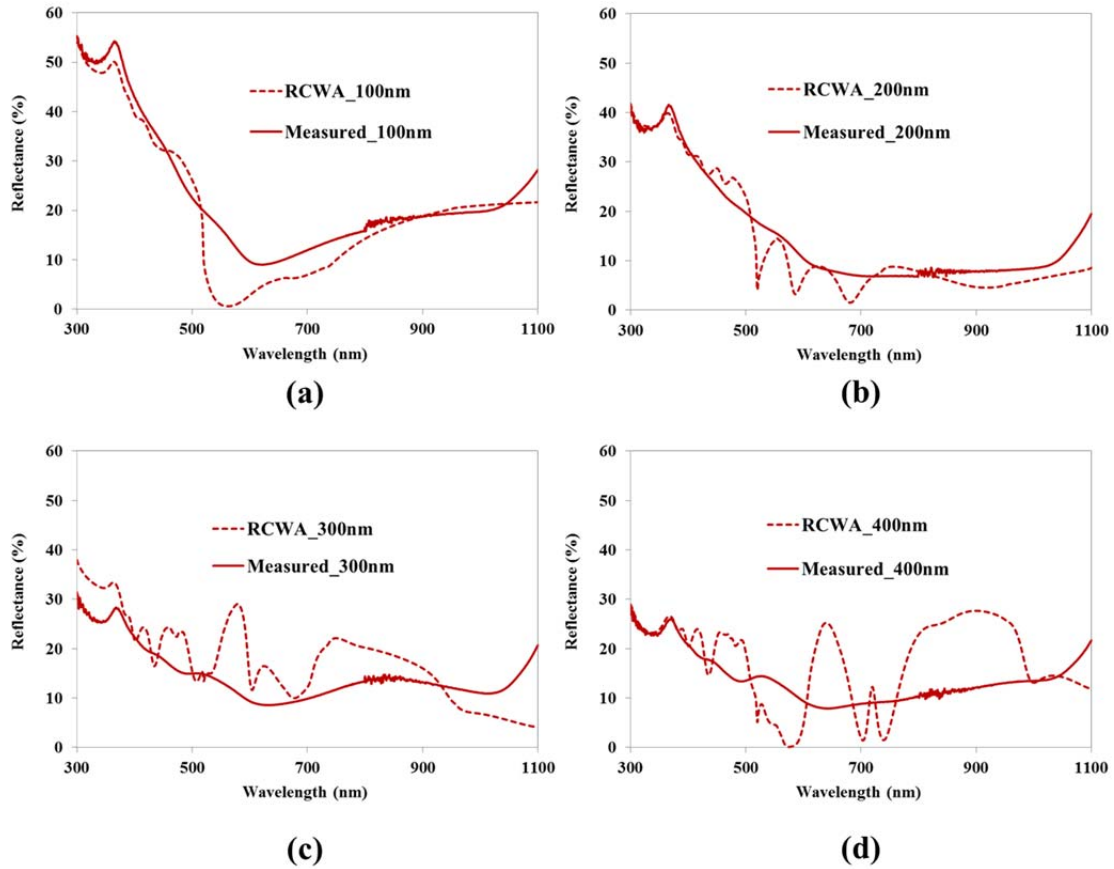 60
50
40
30
20
10
0
Reflectance (%)
RCWA_100nm
Measured_100nm
300 500 700 900 1100
Wavelength (nm)
(a)
60
50
40
30
20
10
0
Reflectance (%)
RCWA_200nm
Measured_200nm
300 500 700 900 1100
Wavelength (nm)
(b)
60
50
40
30
20
10
0
Reflectance (%)
RCWA_300nm
Measured_300nm
300 500 700 900 1100
Wavelength (nm)
(c)
60
50
40
30
20
10
0
Reflectance (%)
RCWA_400nm
Measured_400nm
300 500 700 900 1100
Wavelength (nm)
(d)